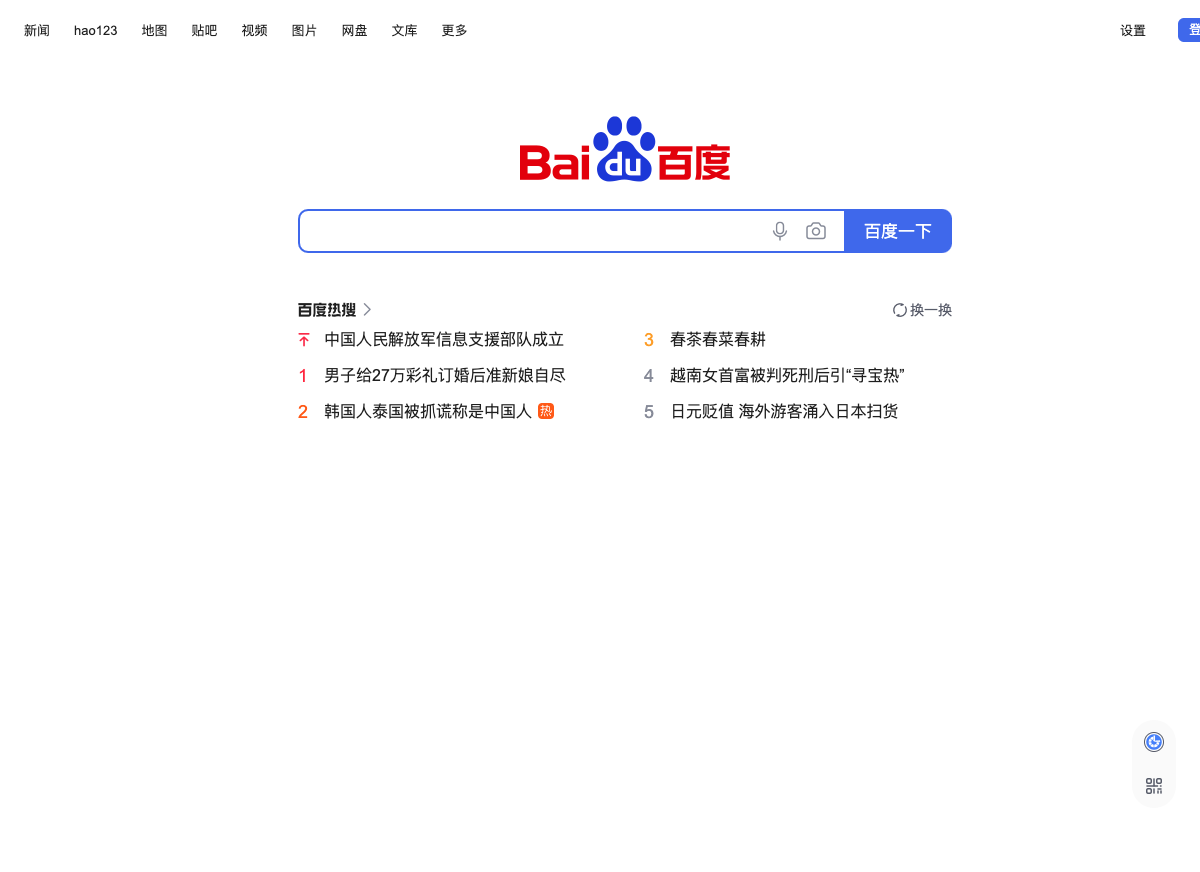 新闻 hao123 地图 贴吧 视频 图片 网盘 文库 更多 设置
Baidu百度
百度一下
百度热搜 换一换
中国人民解放军信息支援部队成立
1 男子给27万彩礼订婚后准新娘自尽
2 韩国人泰国被抓谎称是中国人 热
3 春茶春菜春耕
4 越南女首富被判死刑后引“寻宝热”
5 日元贬值 海外游客涌入日本扫货